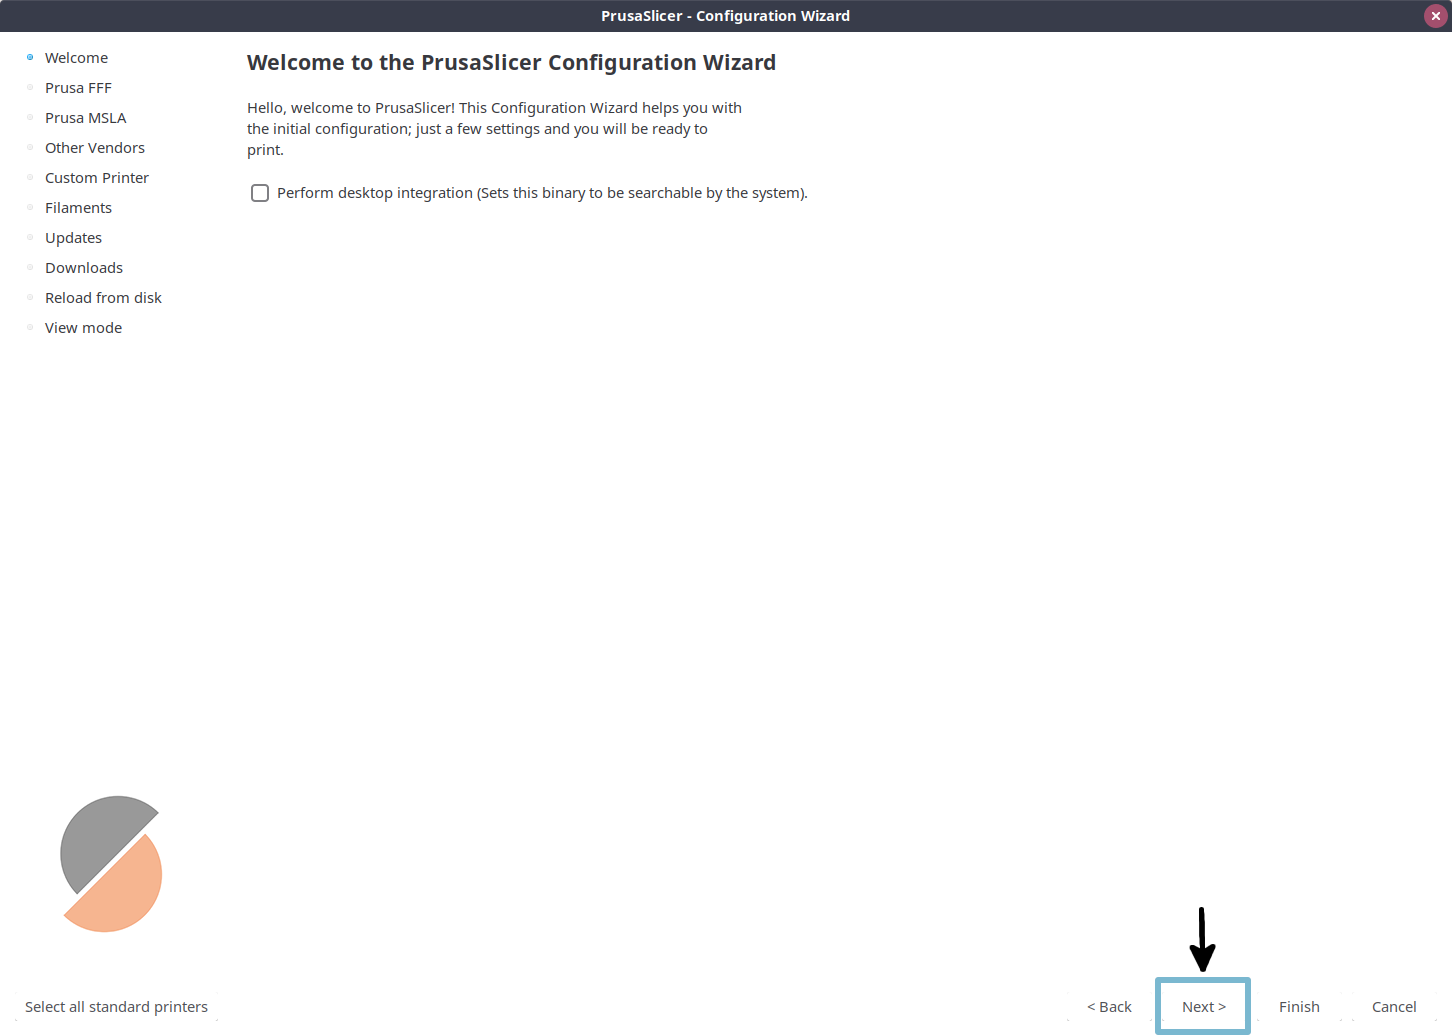 PrusaSlicer - Configuration Wizard
Welcome
Prusa FFF
Prusa MSLA
Other Vendors
Custom Printer
Filaments
Updates
Downloads
Reload from disk
View mode
Welcome to the PrusaSlicer Configuration Wizard
Hello, welcome to PrusaSlicer! This Configuration Wizard helps you with
the initial configuration; just a few settings and you will be ready to
print.
Perform desktop integration (Sets this binary to be searchable by the system).
Select all standard printers
< Back
Next >
Finish
Cancel